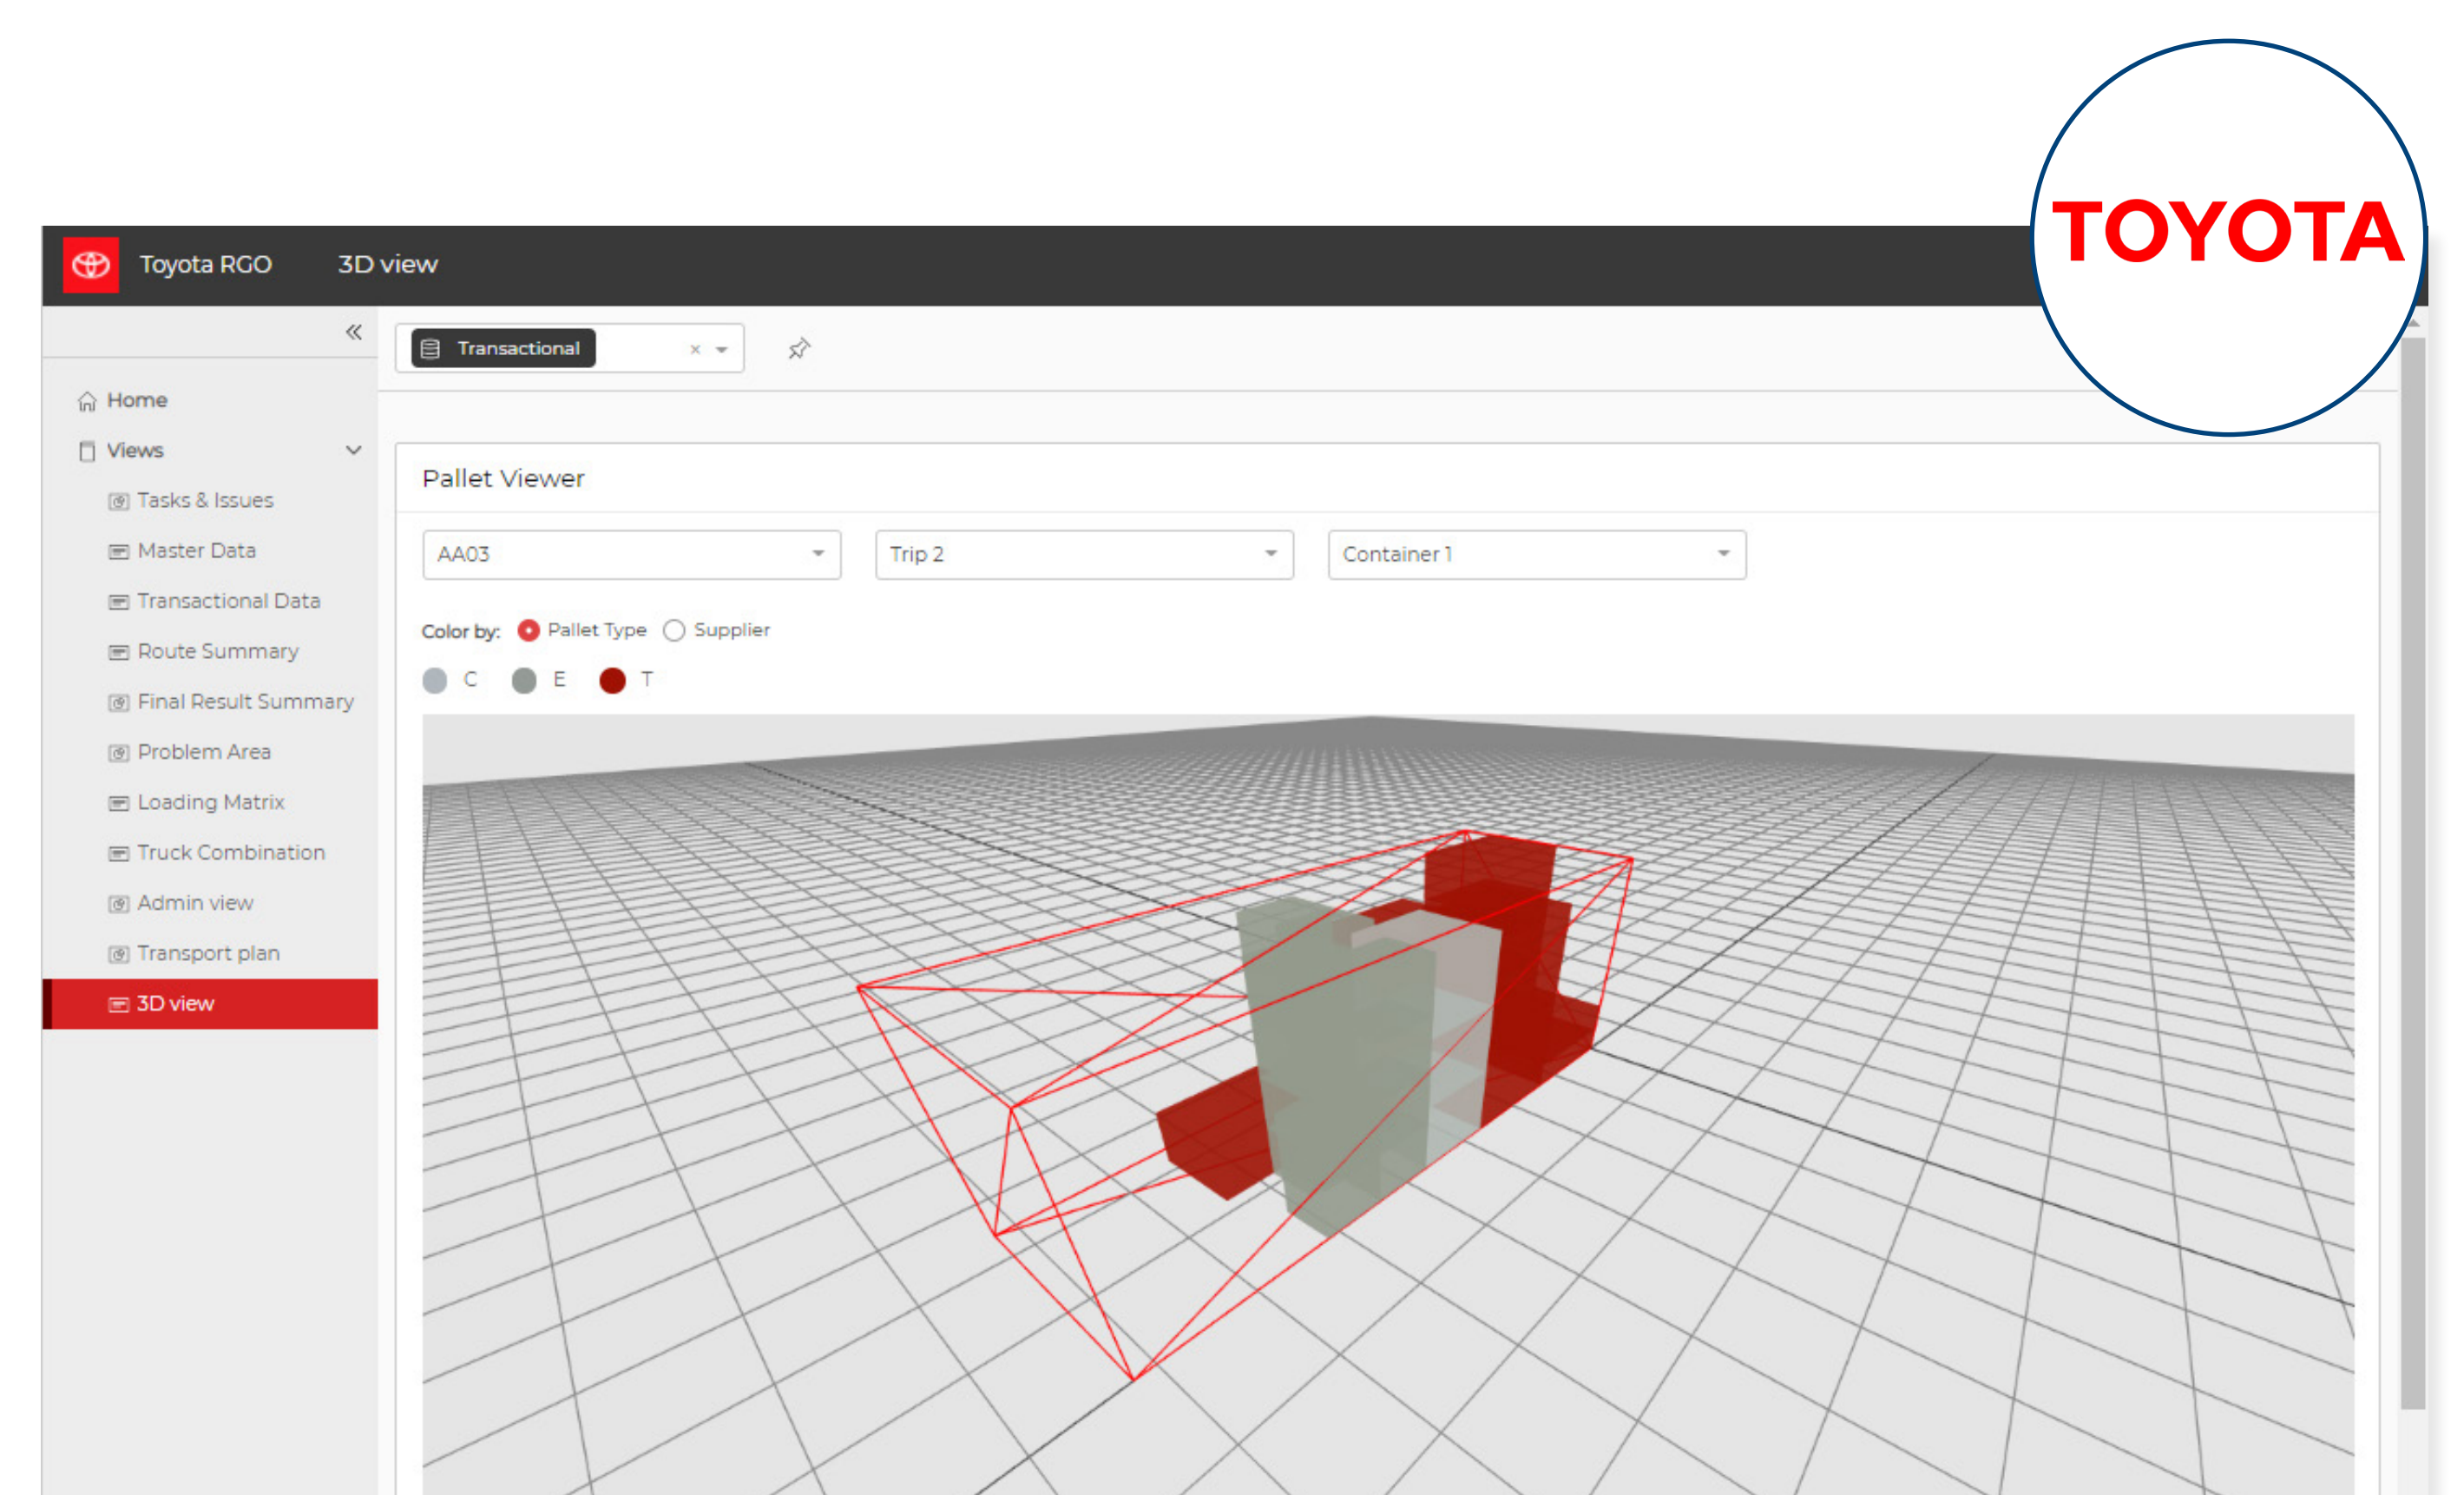 TOYOTA
Toyota RGO 3D view
Transactional
Home
Views
Tasks & Issues
Master Data
Transactional Data
Route Summary
Final Result Summary
Problem Area
Loading Matrix
Truck Combination
Admin view
Transport plan
3D view
Pallet Viewer
AA03 Trip 2 Container 1
Color by: Pallet Type Supplier
C E T